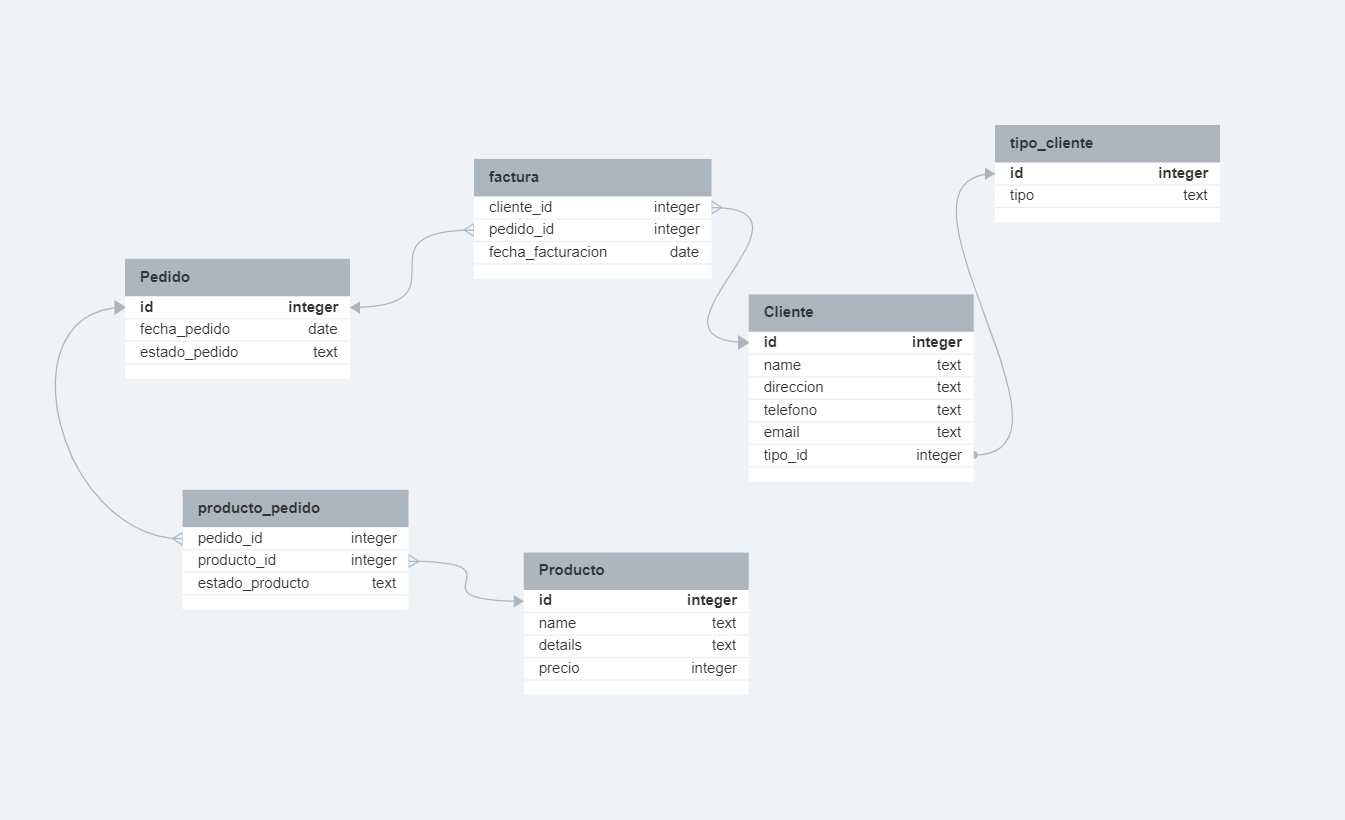 tipo_cliente
id integer
tipo text
factura
cliente_id integer
pedido_id integer
fecha_facturacion date
Pedido
id integer
fecha_pedido date
estado_pedido text
Cliente
id integer
name text
direccion text
telefono text
email text
tipo_id integer
producto_pedido
pedido_id integer
producto_id integer
estado_producto text
Producto
id integer
name text
details text
precio integer